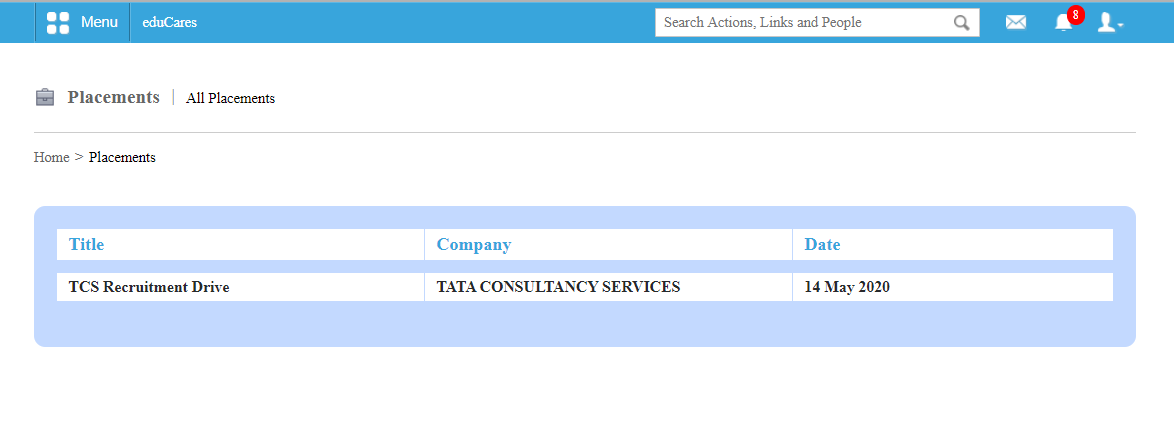 Menu eduCares Search Actions, Links and People 8
Placements | All Placements
Home > Placements
Title Company Date
TCS Recruitment Drive TATA CONSULTANCY SERVICES 14 May 2020